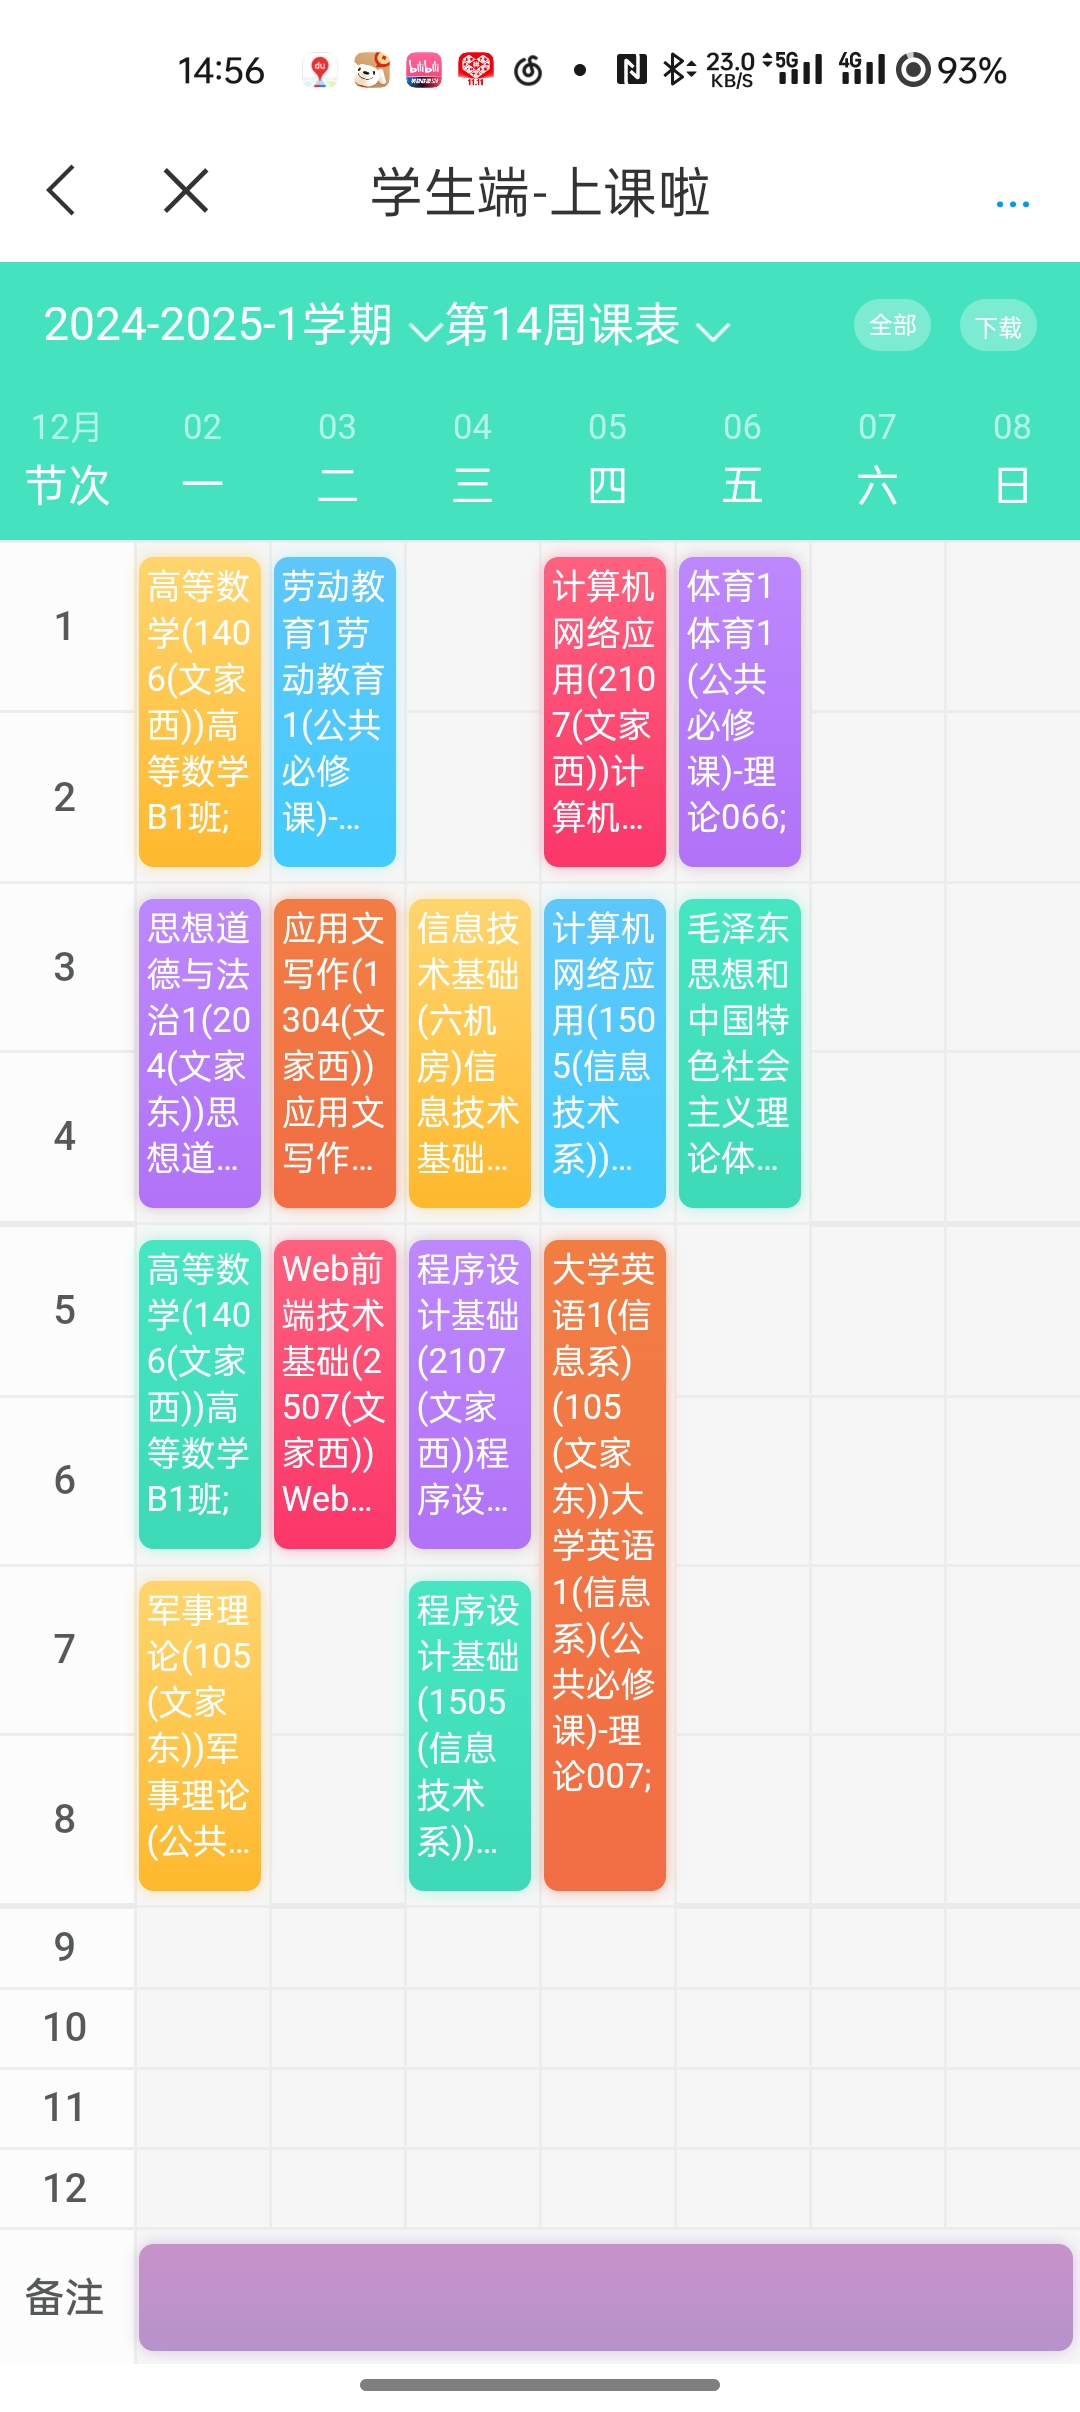 14:56
23.0 KB/S
5G
4G
93%
学生端-上课啦
...
2024-2025-1学期
第14周课表
全部
下载
12月 02 03 04 05 06 07 08
节次 一 二 三 四 五 六 日
1
2
高等数
学(140
6(文家
西))高
等数学
B1班;
劳动教
育1劳
动教育
1(公共
必修
课)-...
计算机
网络应
用(210
7(文家
西))计
算机...
体育1
体育1
(公共
必修
课)-理
论066;
3
4
思想道
德与法
治1(20
4(文家
东))思
想道...
应用文
写作(1
304(文
家西))
应用文
写作...
信息技
术基础
(六机
房)信
息技术
基础...
计算机
网络应
用(150
5(信息
技术
系))...
毛泽东
思想和
中国特
色社会
主义理
论体...
5
6
高等数
学(140
6(文家
西))高
等数学
B1班;
Web前
端技术
基础(2
507(文
家西))
Web...
程序设
计基础
(2107
(文家
西))程
序设...
大学英
语1(信
息系)
(105
(文家
东))大
学英语
1(信息
系)(公
共必修
课)-理
论007;
7
8
军事理
论(105
(文家
东))军
事理论
(公共...
程序设
计基础
(1505
(信息
技术
系))...
9
10
11
12
备注